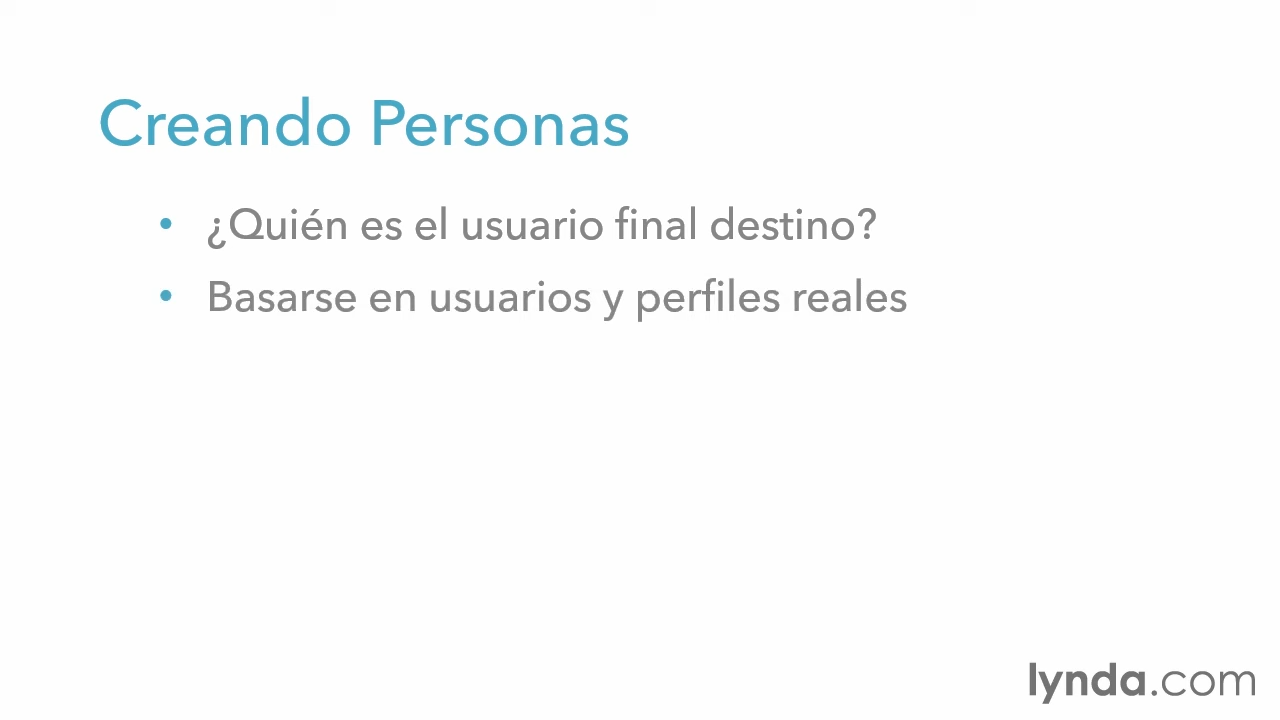 Creando Personas
• ¿Quién es el usuario final destino?
• Basarse en usuarios y perfiles reales
lynda.com